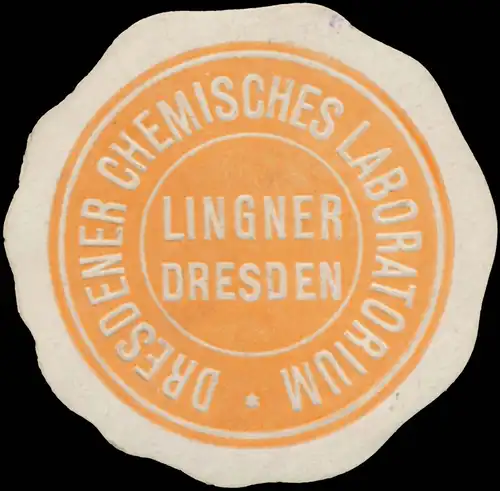 DRESDENER CHEMISCHES LABORATORIUM *
LINGNER
DRESDEN